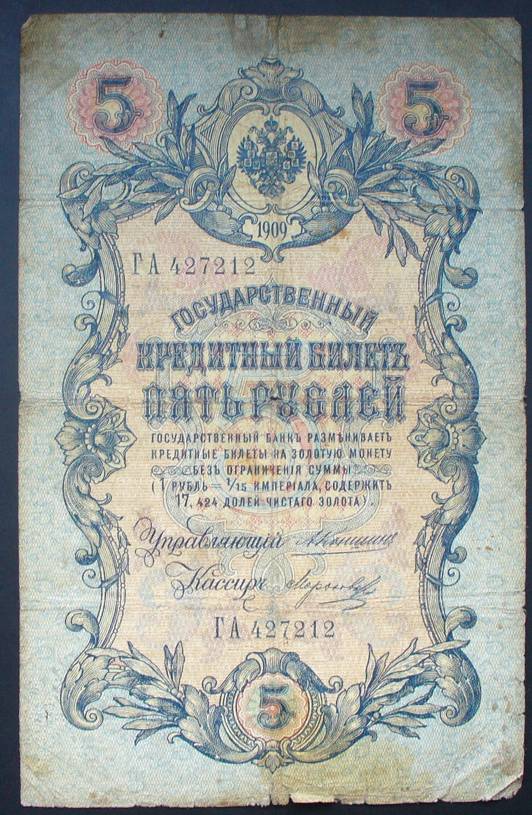 5 5
1909
ГА 427212
ГОСУДАРСТВЕННЫЙ
КРЕДИТНЫЙ БИЛЕТЪ
ПЯТЬ РУБЛЕЙ
ГОСУДАРСТВЕННЫЙ БАНКЪ РАЗМѢНИВАЕТЪ
КРЕДИТНЫЕ БИЛЕТЫ НА ЗОЛОТУЮ МОНЕТУ
БЕЗЪ ОГРАНИЧЕНІЯ СУММЫ
(1 РУБЛЬ = 1/15 ИМПЕРІАЛА, СОДЕРЖИТЪ
17,424 ДОЛЕЙ ЧИСТАГО ЗОЛОТА).
Управляющій АКоншинъ
Кассиръ
ГА 427212
5